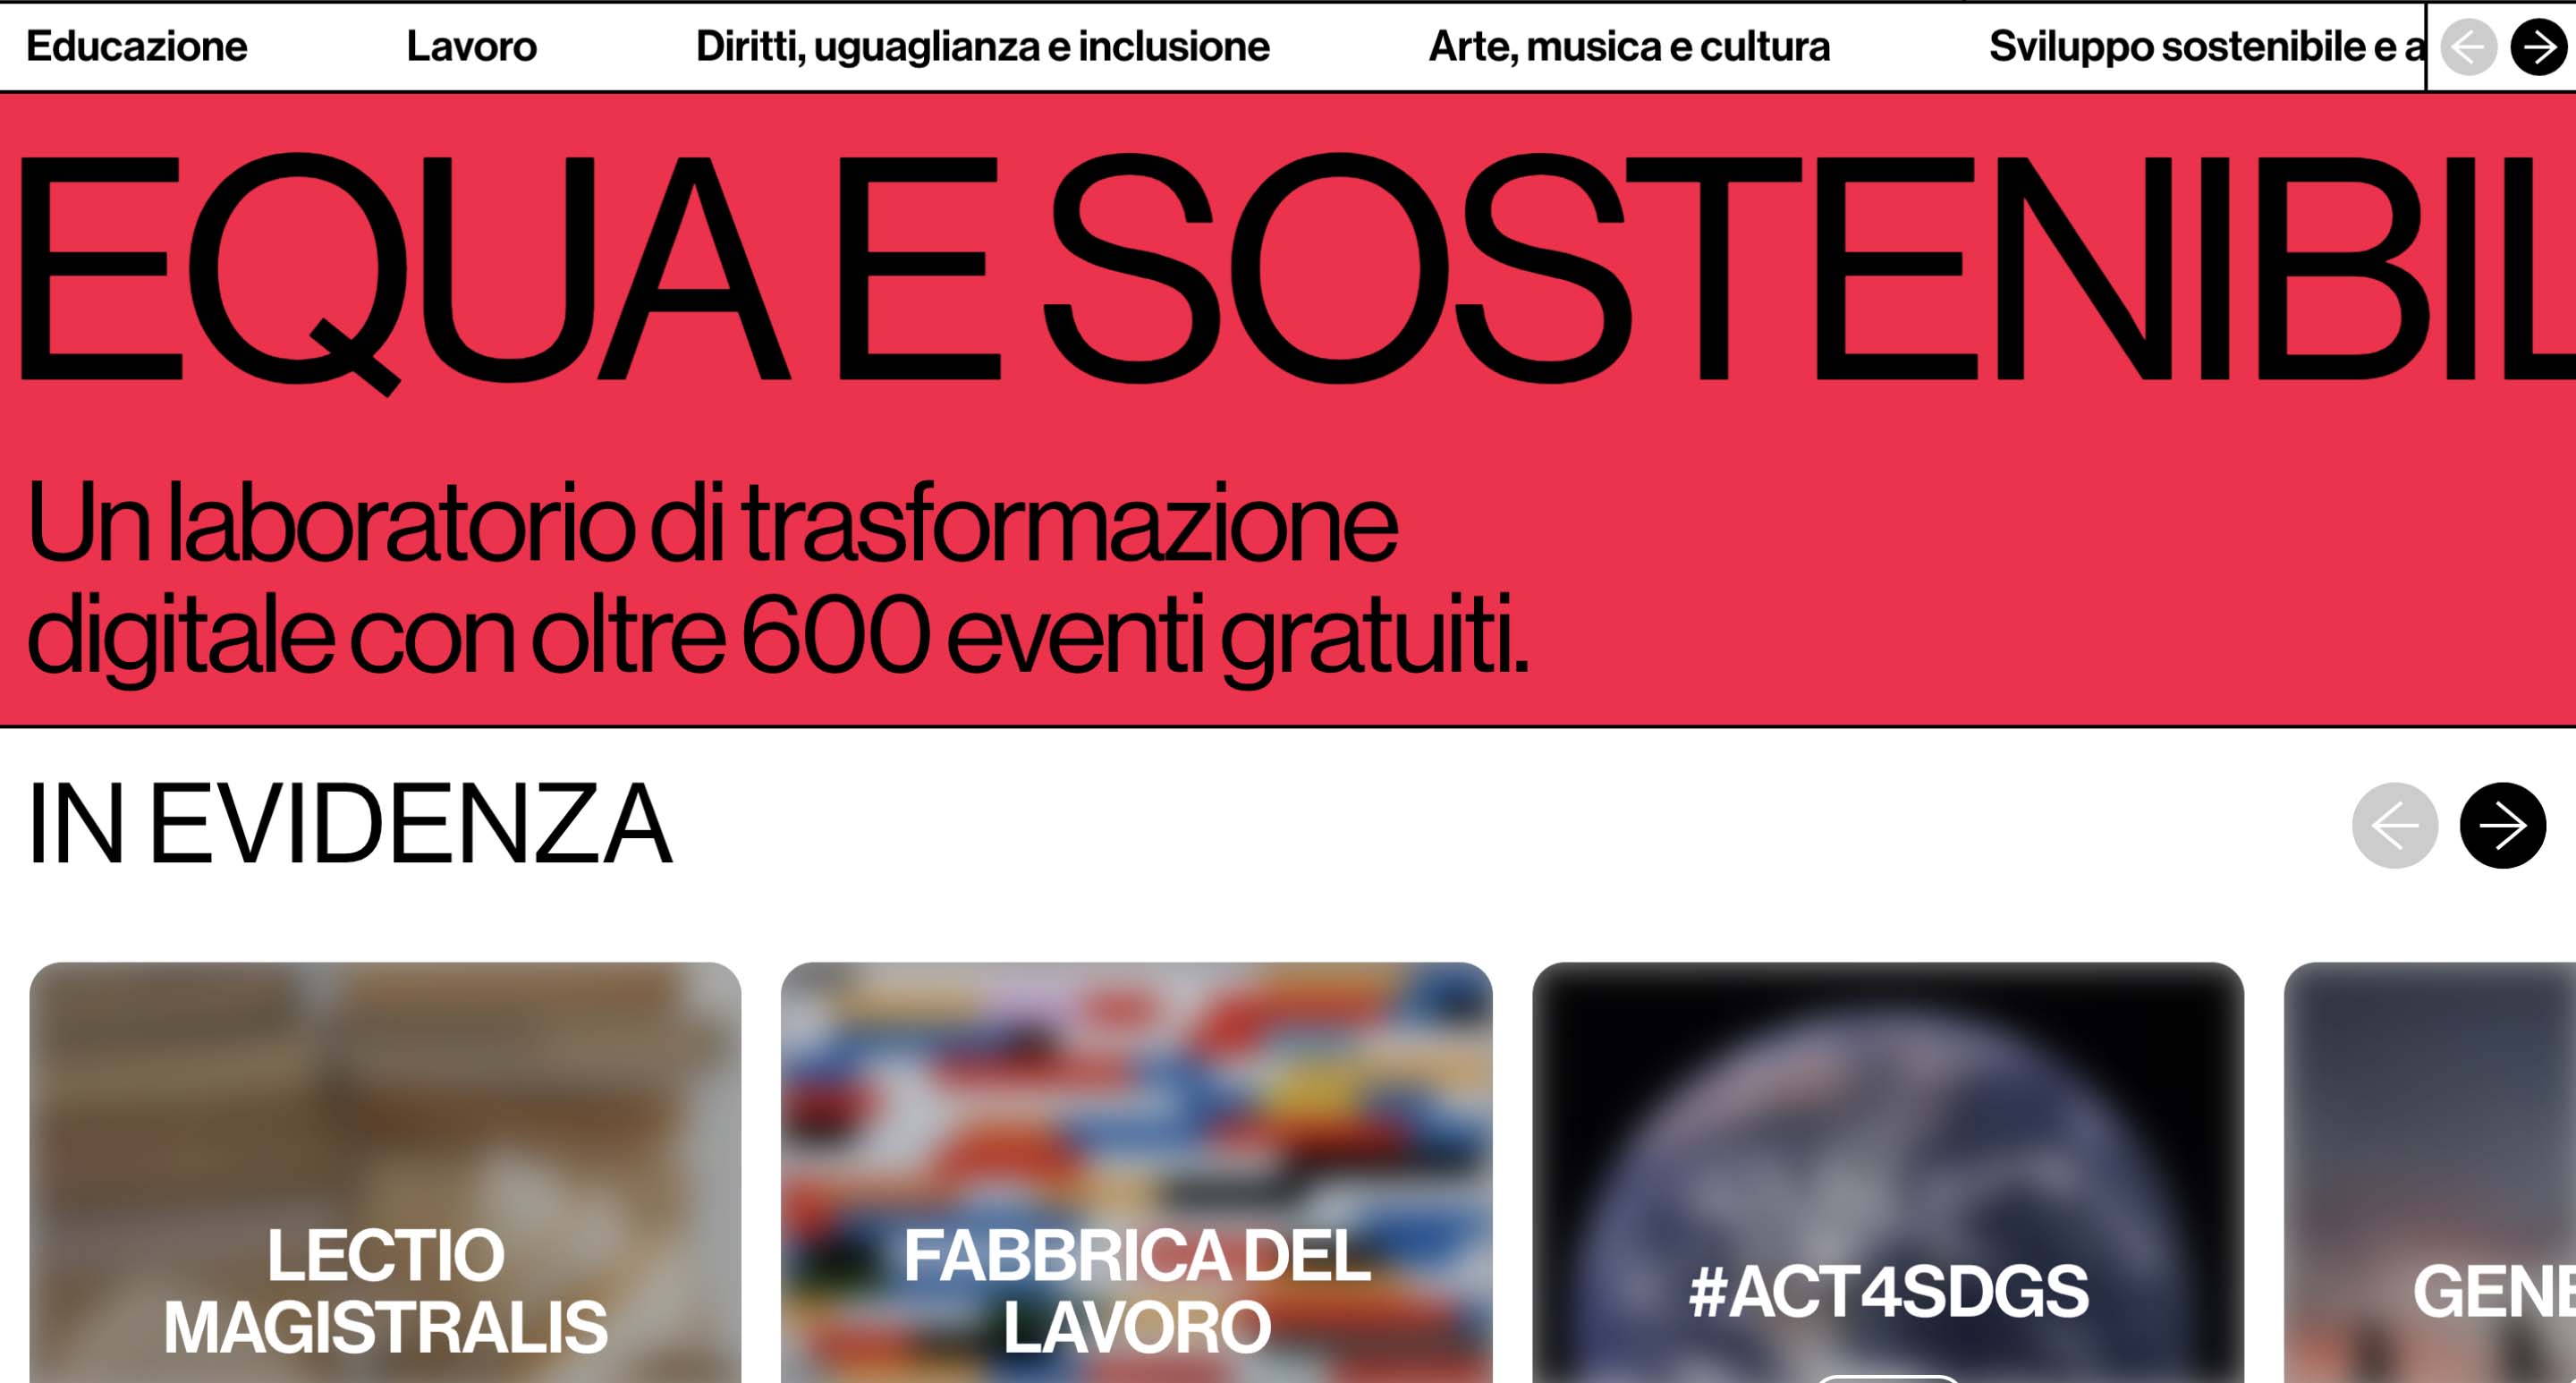 Educazione Lavoro Diritti, uguaglianza e inclusione Arte, musica e cultura Sviluppo sostenibile e a
EQUA E SOSTENIBIL
Un laboratorio di trasformazione
digitale con oltre 600 eventi gratuiti.
IN EVIDENZA
LECTIO
MAGISTRALIS
FABBRICA DEL
LAVORO
#ACT4SDGS
GENE